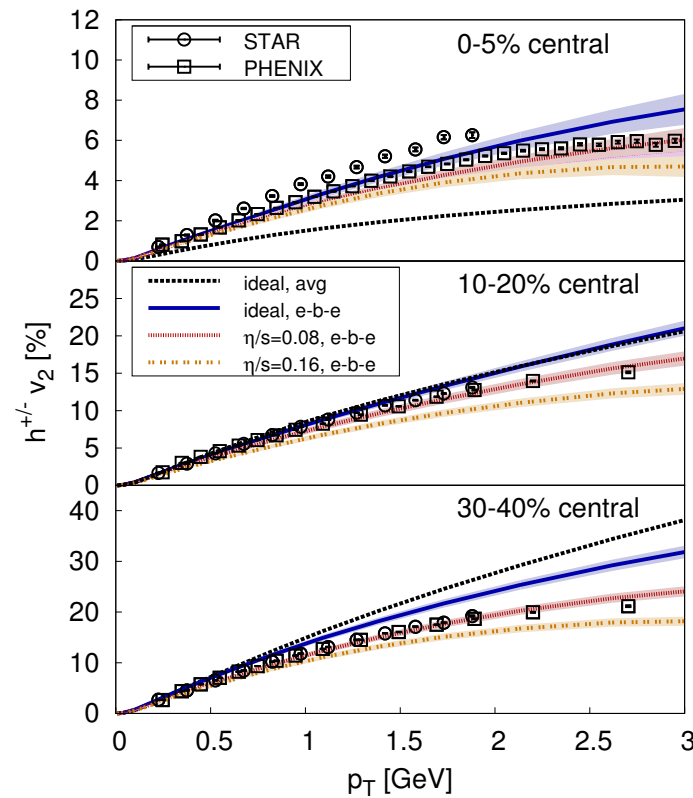 12
10
8
6
4
2
0
STAR
PHENIX
0-5% central
25
20
15
10
5
0
ideal, avg
ideal, e-b-e
η/s=0.08, e-b-e
η/s=0.16, e-b-e
10-20% central
h+/- v2 [%]
40
30
20
10
0
30-40% central
0 0.5 1 1.5 2 2.5 3
pT [GeV]